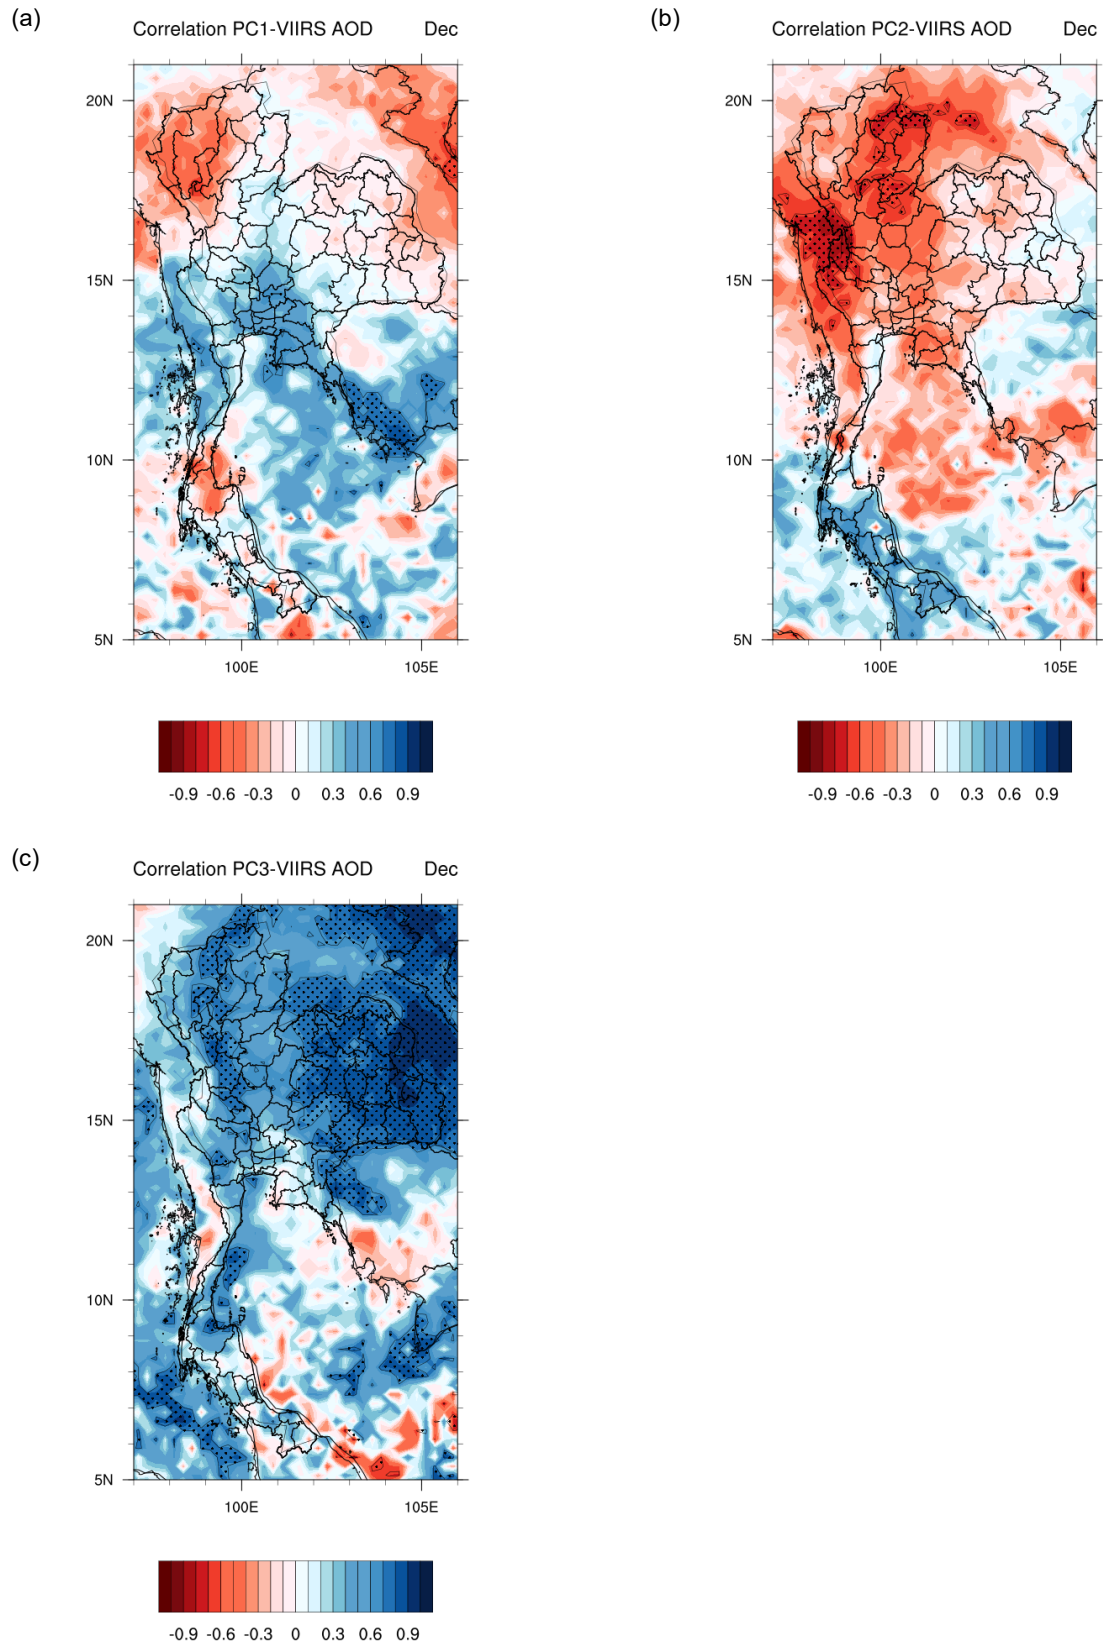 (a)
Correlation PC1-VIIRS AOD Dec
20N
15N
10N
5N
100E 105E
-0.9 -0.6 -0.3 0 0.3 0.6 0.9
(b)
Correlation PC2-VIIRS AOD Dec
20N
15N
10N
5N
100E 105E
-0.9 -0.6 -0.3 0 0.3 0.6 0.9
(c)
Correlation PC3-VIIRS AOD Dec
20N
15N
10N
5N
100E 105E
-0.9 -0.6 -0.3 0 0.3 0.6 0.9